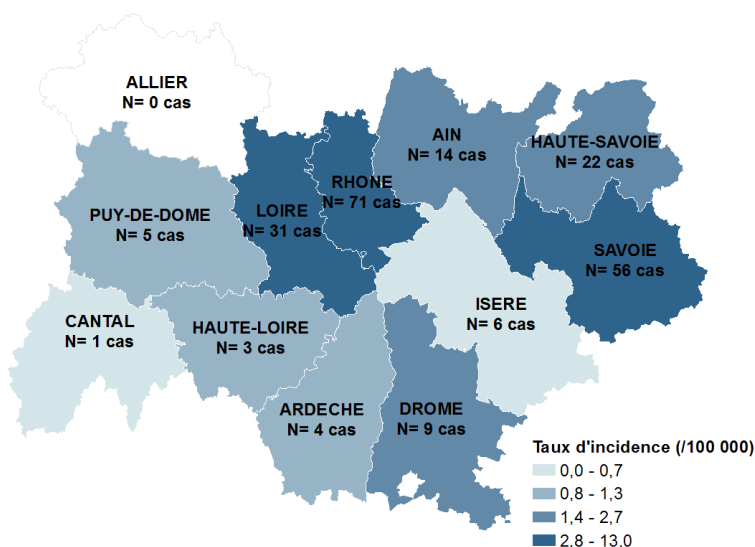 ALLIER
N= 0 cas
AIN
N= 14 cas
HAUTE-SAVOIE
N= 22 cas
RHONE
N= 71 cas
PUY-DE-DOME
N= 5 cas
LOIRE
N= 31 cas
SAVOIE
N= 56 cas
ISERE
N= 6 cas
CANTAL
N= 1 cas
HAUTE-LOIRE
N= 3 cas
ARDECHE
N= 4 cas
DROME
N= 9 cas
Taux d'incidence (/100 000)
0,0 - 0,7
0,8 - 1,3
1,4 - 2,7
2,8 - 13,0